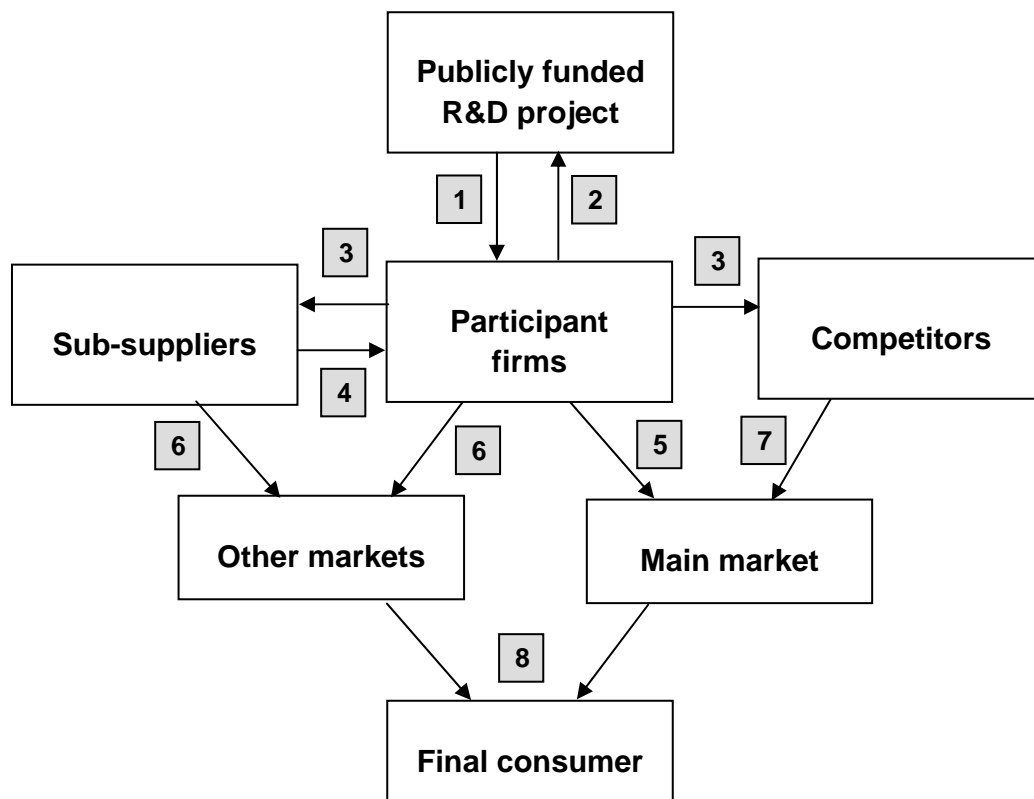 Publicly funded
R&D project
1
2
3
3
Sub-suppliers
Participant
firms
Competitors
4
6
6
5
7
Other markets
Main market
8
Final consumer